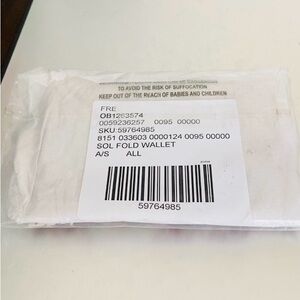 TO AVOID THE RISK OF SUFFOCATION
KEEP OUT OF THE REACH OF BABIES AND CHILDREN
FRE
OB1263574
0059236257 0095 00000
SKU:59764985
8151 033603 0000124 0095 00000
SOL FOLD WALLET
A/S ALL
59764985